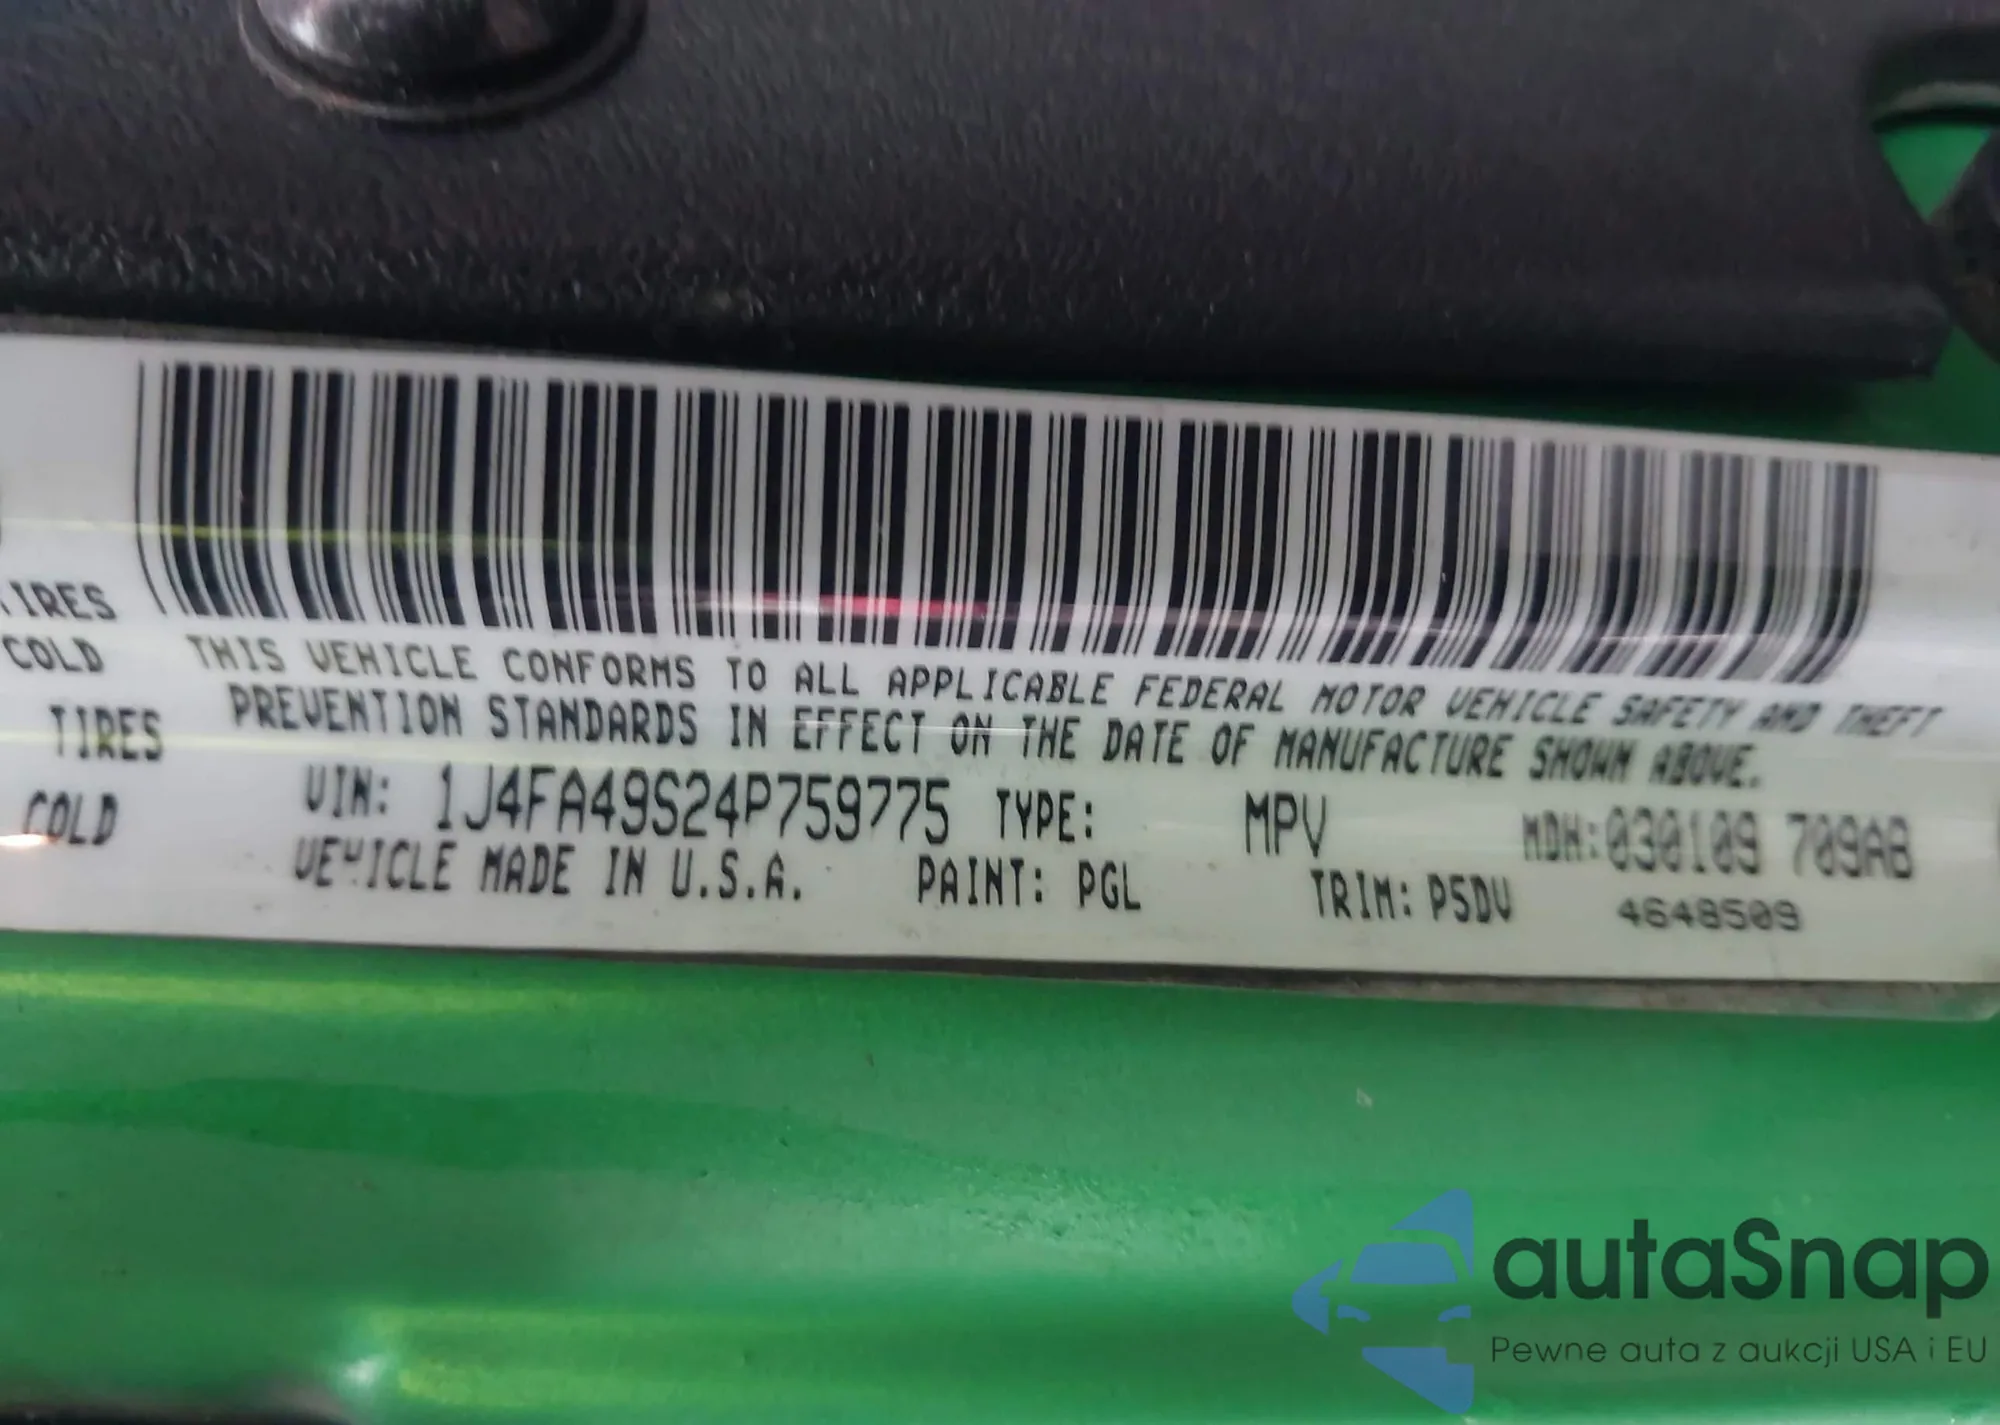 TIRES
COLD
TIRES
COLD
THIS VEHICLE CONFORMS TO ALL APPLICABLE FEDERAL MOTOR VEHICLE SAFETY AND THEFT
PREVENTION STANDARDS IN EFFECT ON THE DATE OF MANUFACTURE SHOWN ABOVE.
VIN: 1J4FA49S24P759775 TYPE: MPV MDH:030109 709AB
VEHICLE MADE IN U.S.A. PAINT: PGL TRIM: P5DV 4648509
autaSnap
Pewne auta z aukcji USA i EU